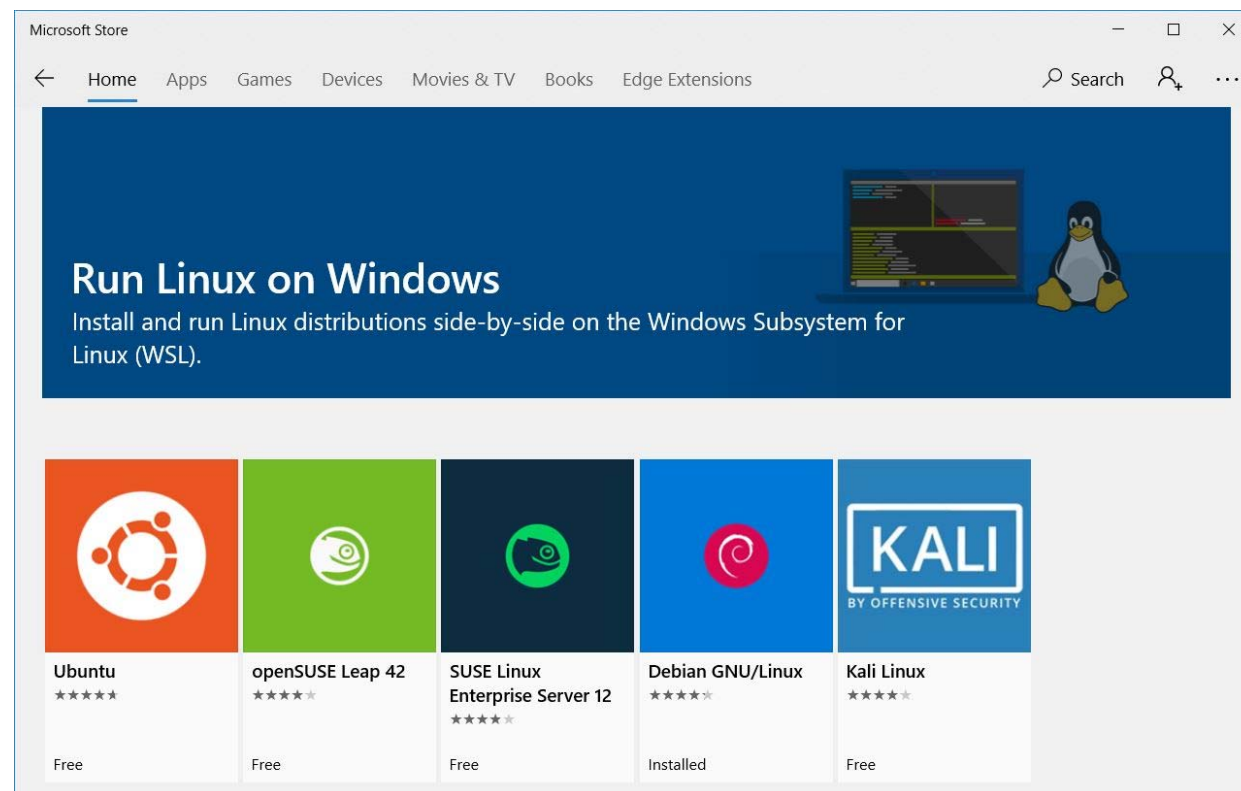 Microsoft Store
Home Apps Games Devices Movies & TV Books Edge Extensions Search
Run Linux on Windows
Install and run Linux distributions side-by-side on the Windows Subsystem for
Linux (WSL).
KALI
BY OFFENSIVE SECURITY
Ubuntu
Free
openSUSE Leap 42
Free
SUSE Linux
Enterprise Server 12
Free
Debian GNU/Linux
Installed
Kali Linux
Free